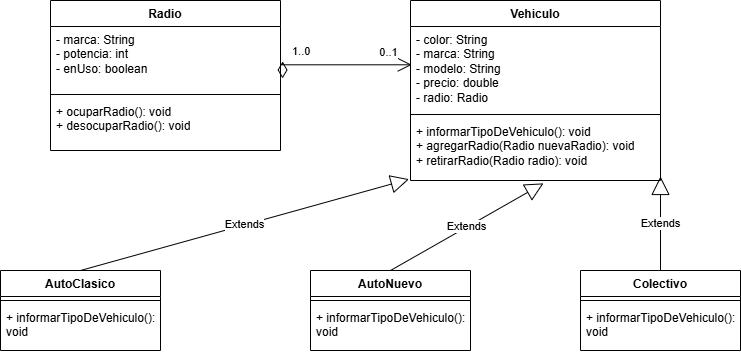 Radio
- marca: String
- potencia: int
- enUso: boolean
+ ocuparRadio(): void
+ desocuparRadio(): void
1..0
0..1
Vehiculo
- color: String
- marca: String
- modelo: String
- precio: double
- radio: Radio
+ informarTipoDeVehiculo(): void
+ agregarRadio(Radio nuevaRadio): void
+ retirarRadio(Radio radio): void
Extends
Extends
Extends
AutoClasico
+ informarTipoDeVehiculo():
void
AutoNuevo
+ informarTipoDeVehiculo():
void
Colectivo
+ informarTipoDeVehiculo():
void